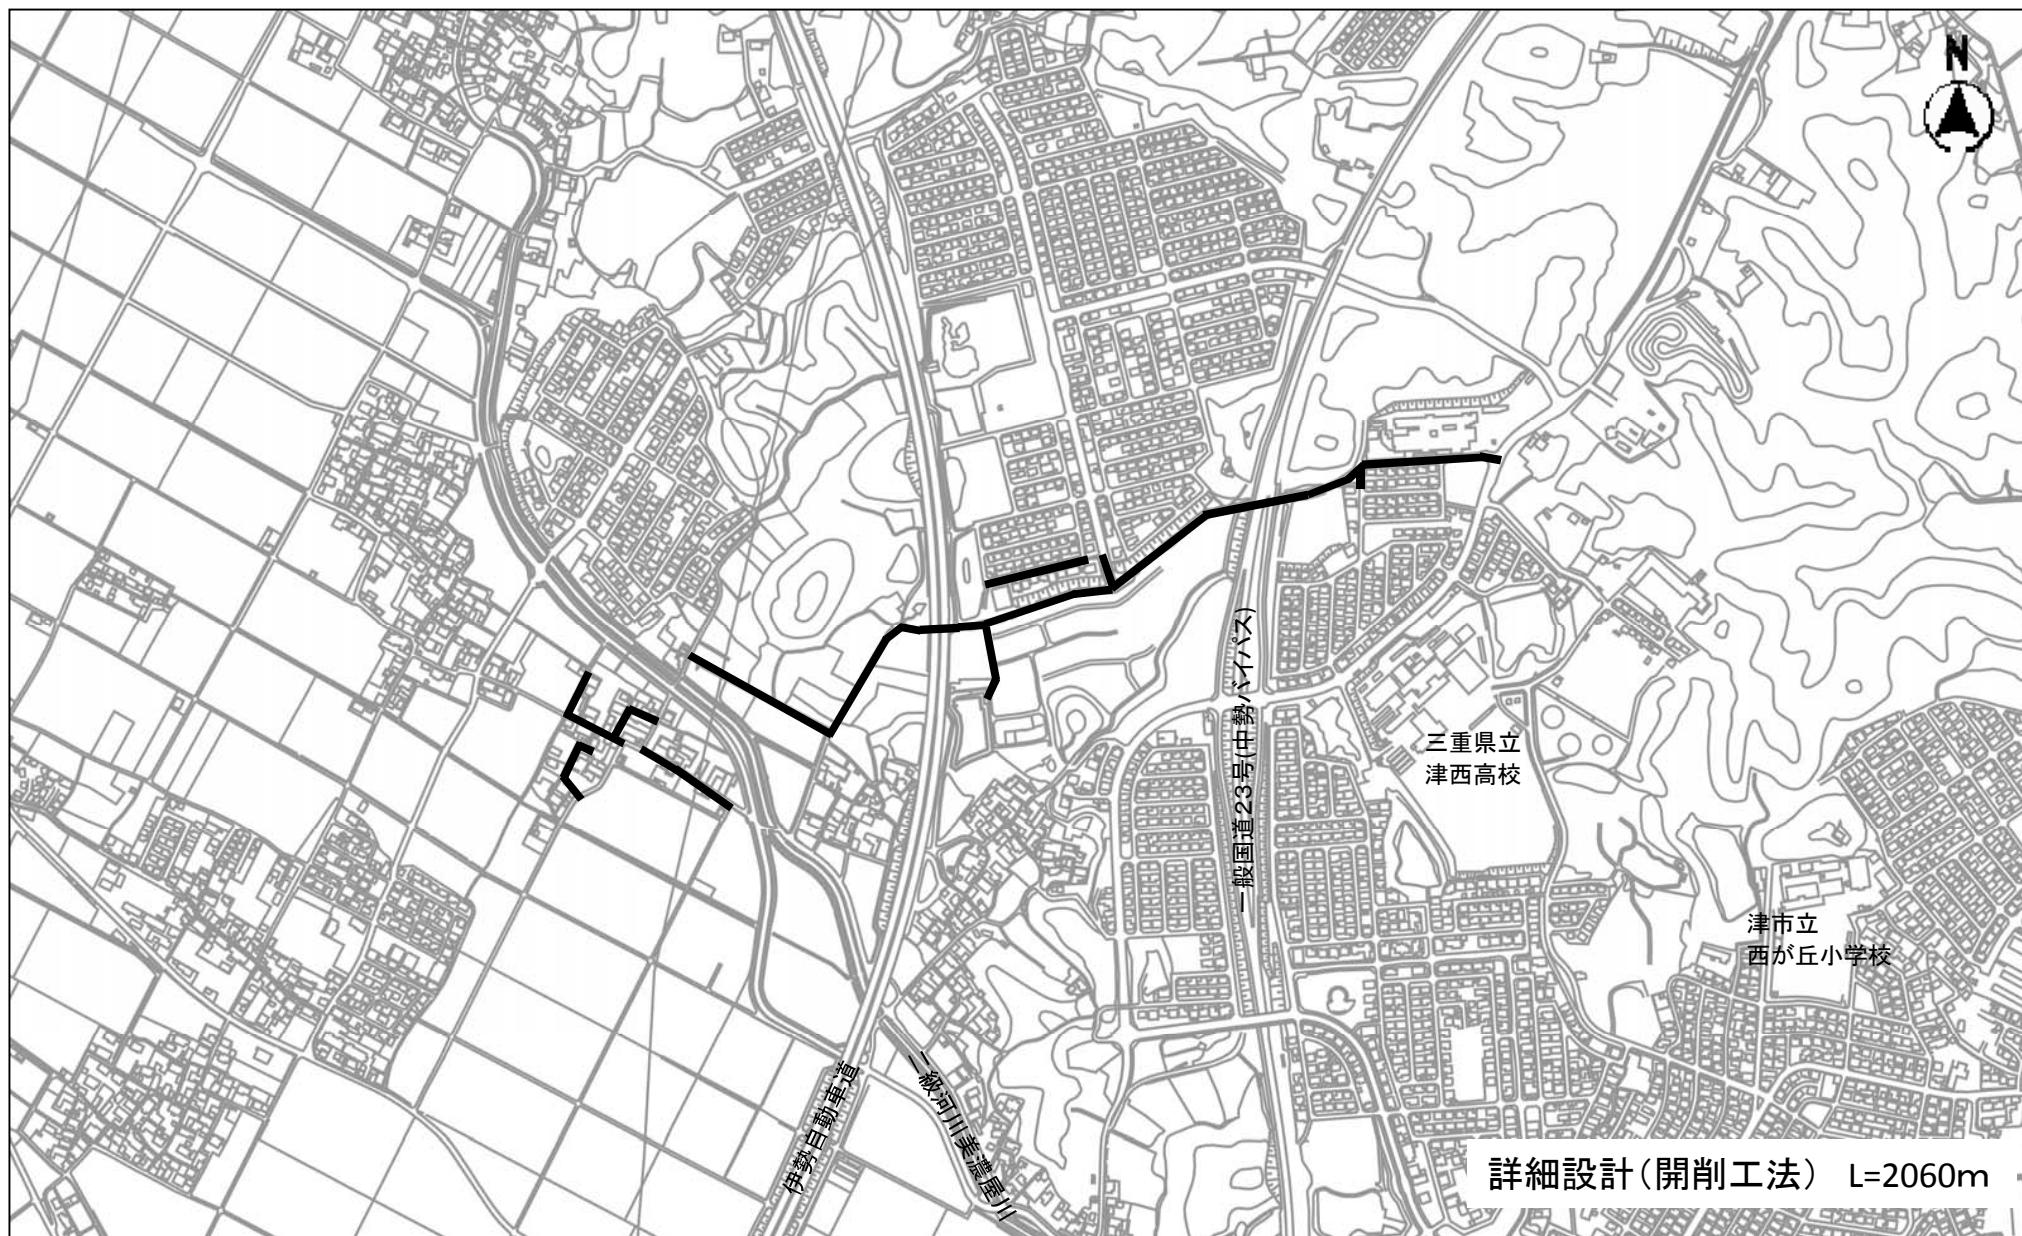 N
一般国道23号(中勢バイパス)
三重県立
津西高校
津市立
西が丘小学校
伊勢自動車道
二級河川美濃屋川
詳細設計(開削工法) L=2060m